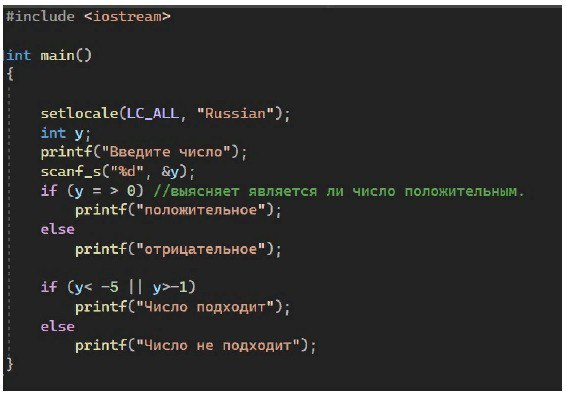 #include <iostream>
int main()
{
setlocale(LC_ALL, "Russian");
int y;
printf("Введите число");
scanf_s("%d", &y);
if (y = > 0) //выясняет является ли число положительным.
printf("положительное");
else
printf("отрицательное");
if (y< -5 || y>-1)
printf("Число подходит");
else
printf("Число не подходит");
}